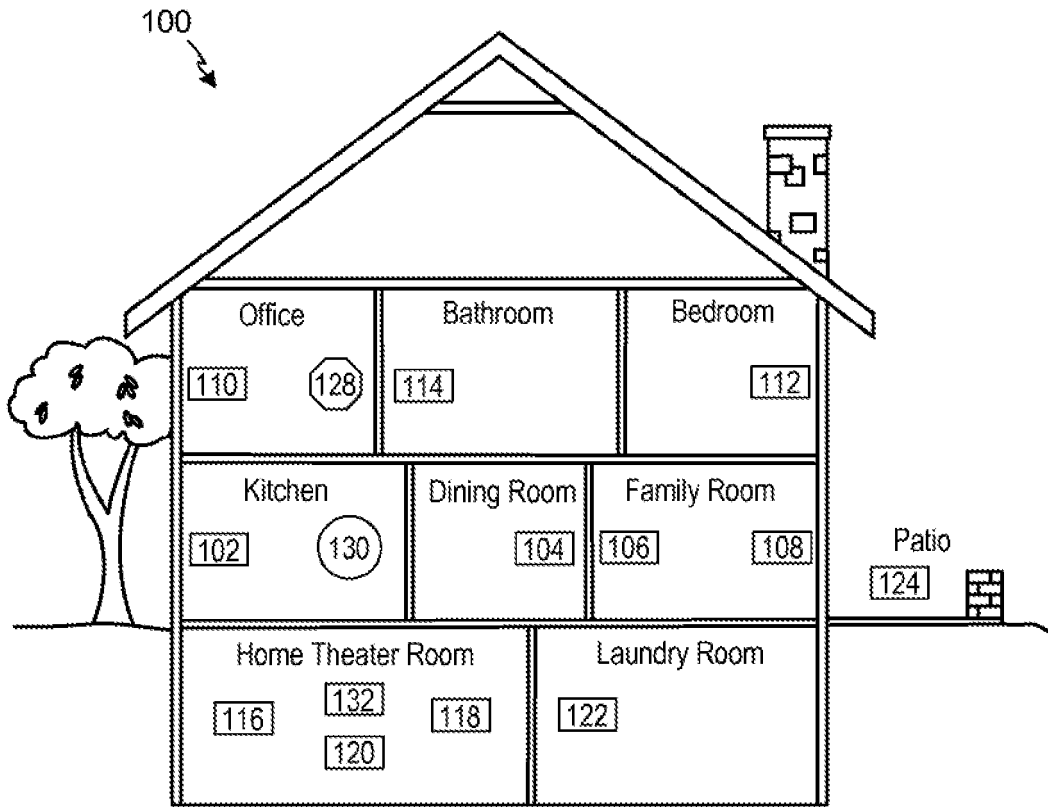 100
Office Bathroom Bedroom
110 128 114 112
Kitchen Dining Room Family Room
102 130 104 106 108
Patio
124
Home Theater Room Laundry Room
116 132 118 122
120